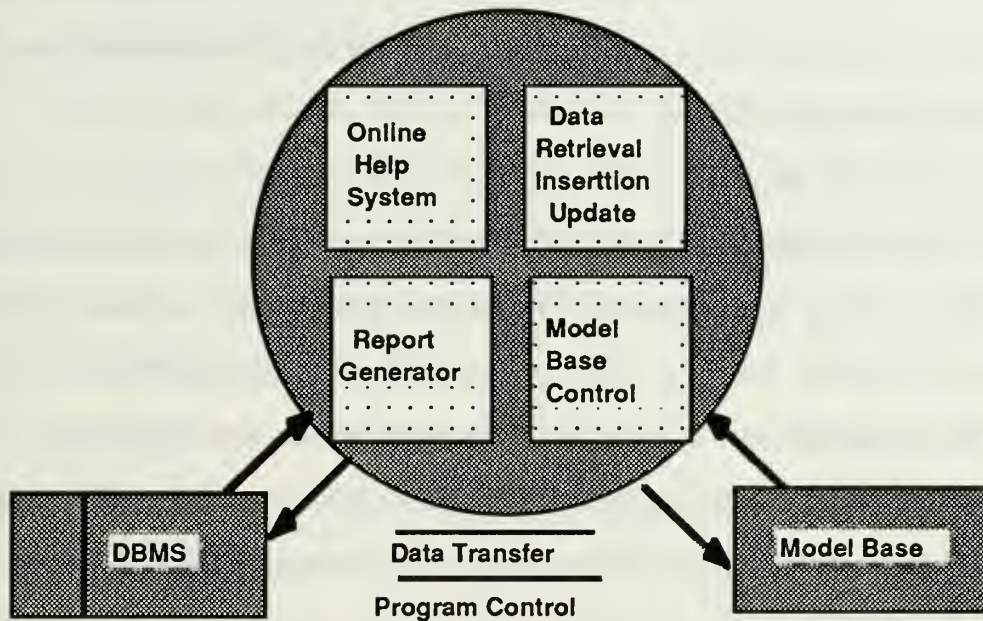 Online
Help
System
Data
Retrieval
Inserttion
Update
Report
Generator
Model
Base
Control
DBMS
Data Transfer
Program Control
Model Base